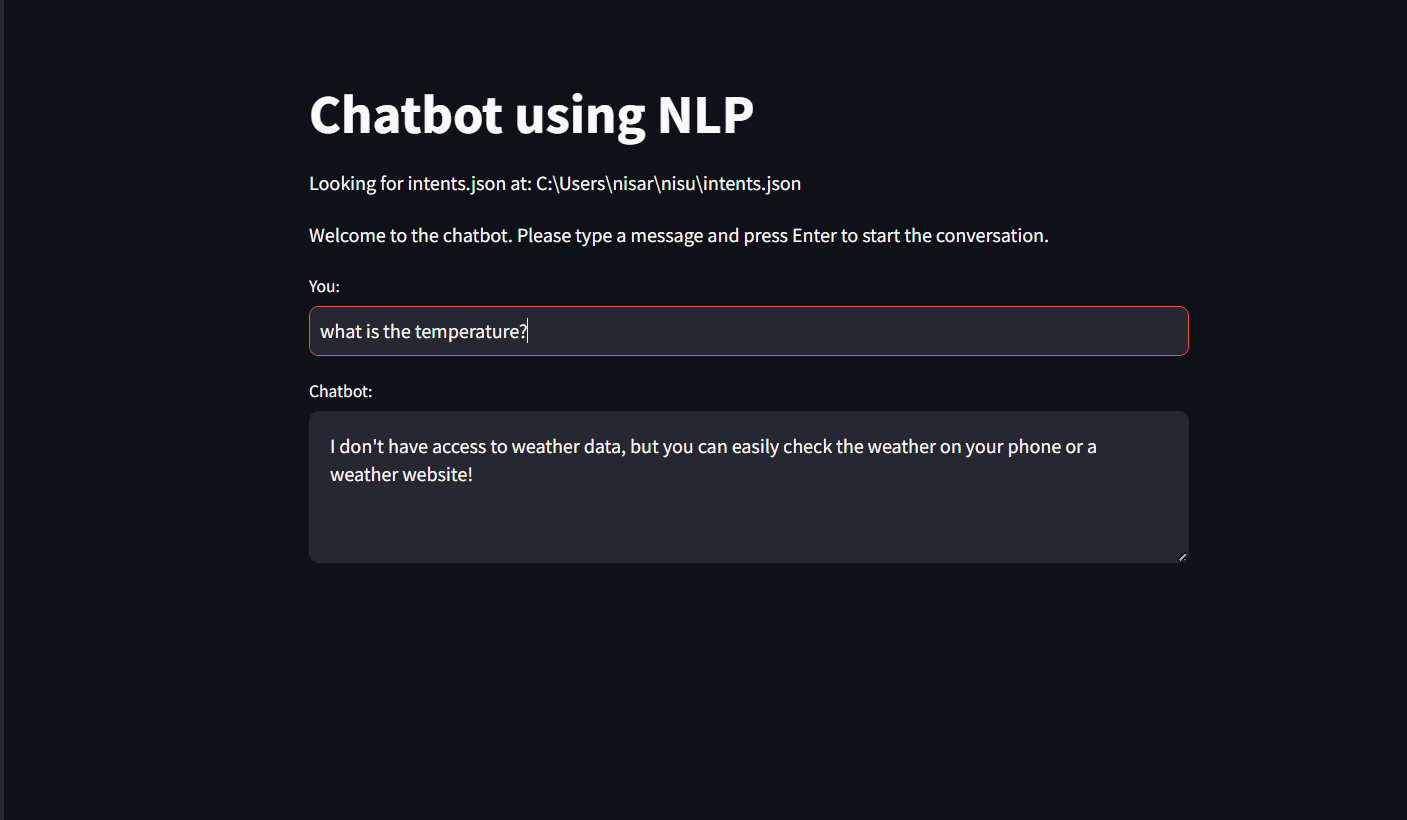 Chatbot using NLP
Looking for intents.json at: C:\Users\nisar\nisu\intents.json
Welcome to the chatbot. Please type a message and press Enter to start the conversation.
You:
what is the temperature?
Chatbot:
I don't have access to weather data, but you can easily check the weather on your phone or a
weather website!